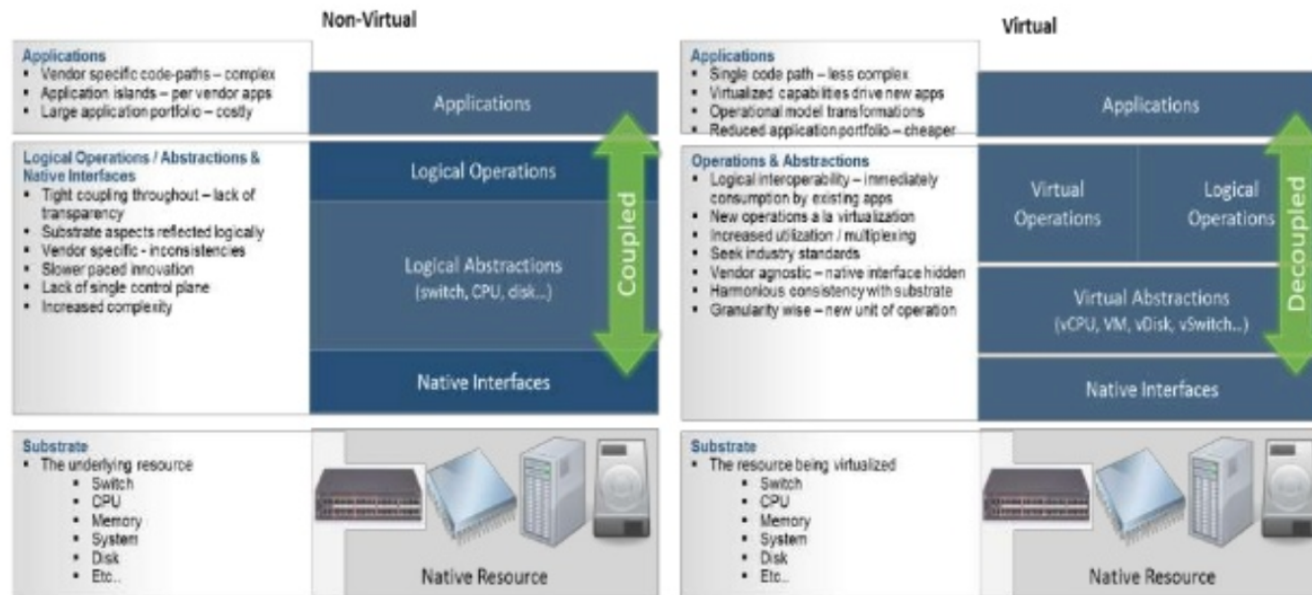 Non-Virtual
Applications
▪ Vendor specific code-paths – complex
▪ Application islands – per vendor apps
▪ Large application portfolio – costly
Applications
Logical Operations / Abstractions &
Native Interfaces
▪ Tight coupling throughout – lack of
transparency
▪ Substrate aspects reflected logically
▪ Vendor specific - inconsistencies
▪ Slower paced innovation
▪ Lack of single control plane
▪ Increased complexity
Logical Operations
Logical Abstractions
(switch, CPU, disk...)
Native Interfaces
Coupled
Substrate
▪ The underlying resource
▪ Switch
▪ CPU
▪ Memory
▪ System
▪ Disk
▪ Etc..
Native Resource
Virtual
Applications
▪ Single code path – less complex
▪ Virtualized capabilities drive new apps
▪ Operational model transformations
▪ Reduced application portfolio – cheaper
Applications
Operations & Abstractions
▪ Logical interoperability – immediately
consumption by existing apps
▪ New operations a la virtualization
▪ Increased utilization / multiplexing
▪ Seek industry standards
▪ Vendor agnostic – native interface hidden
▪ Harmonious consistency with substrate
▪ Granularity wise – new unit of operation
Virtual
Operations
Logical
Operations
Virtual Abstractions
(vCPU, VM, vDisk, vSwitch...)
Native Interfaces
Decoupled
Substrate
▪ The resource being virtualized
▪ Switch
▪ CPU
▪ Memory
▪ System
▪ Disk
▪ Etc..
Native Resource